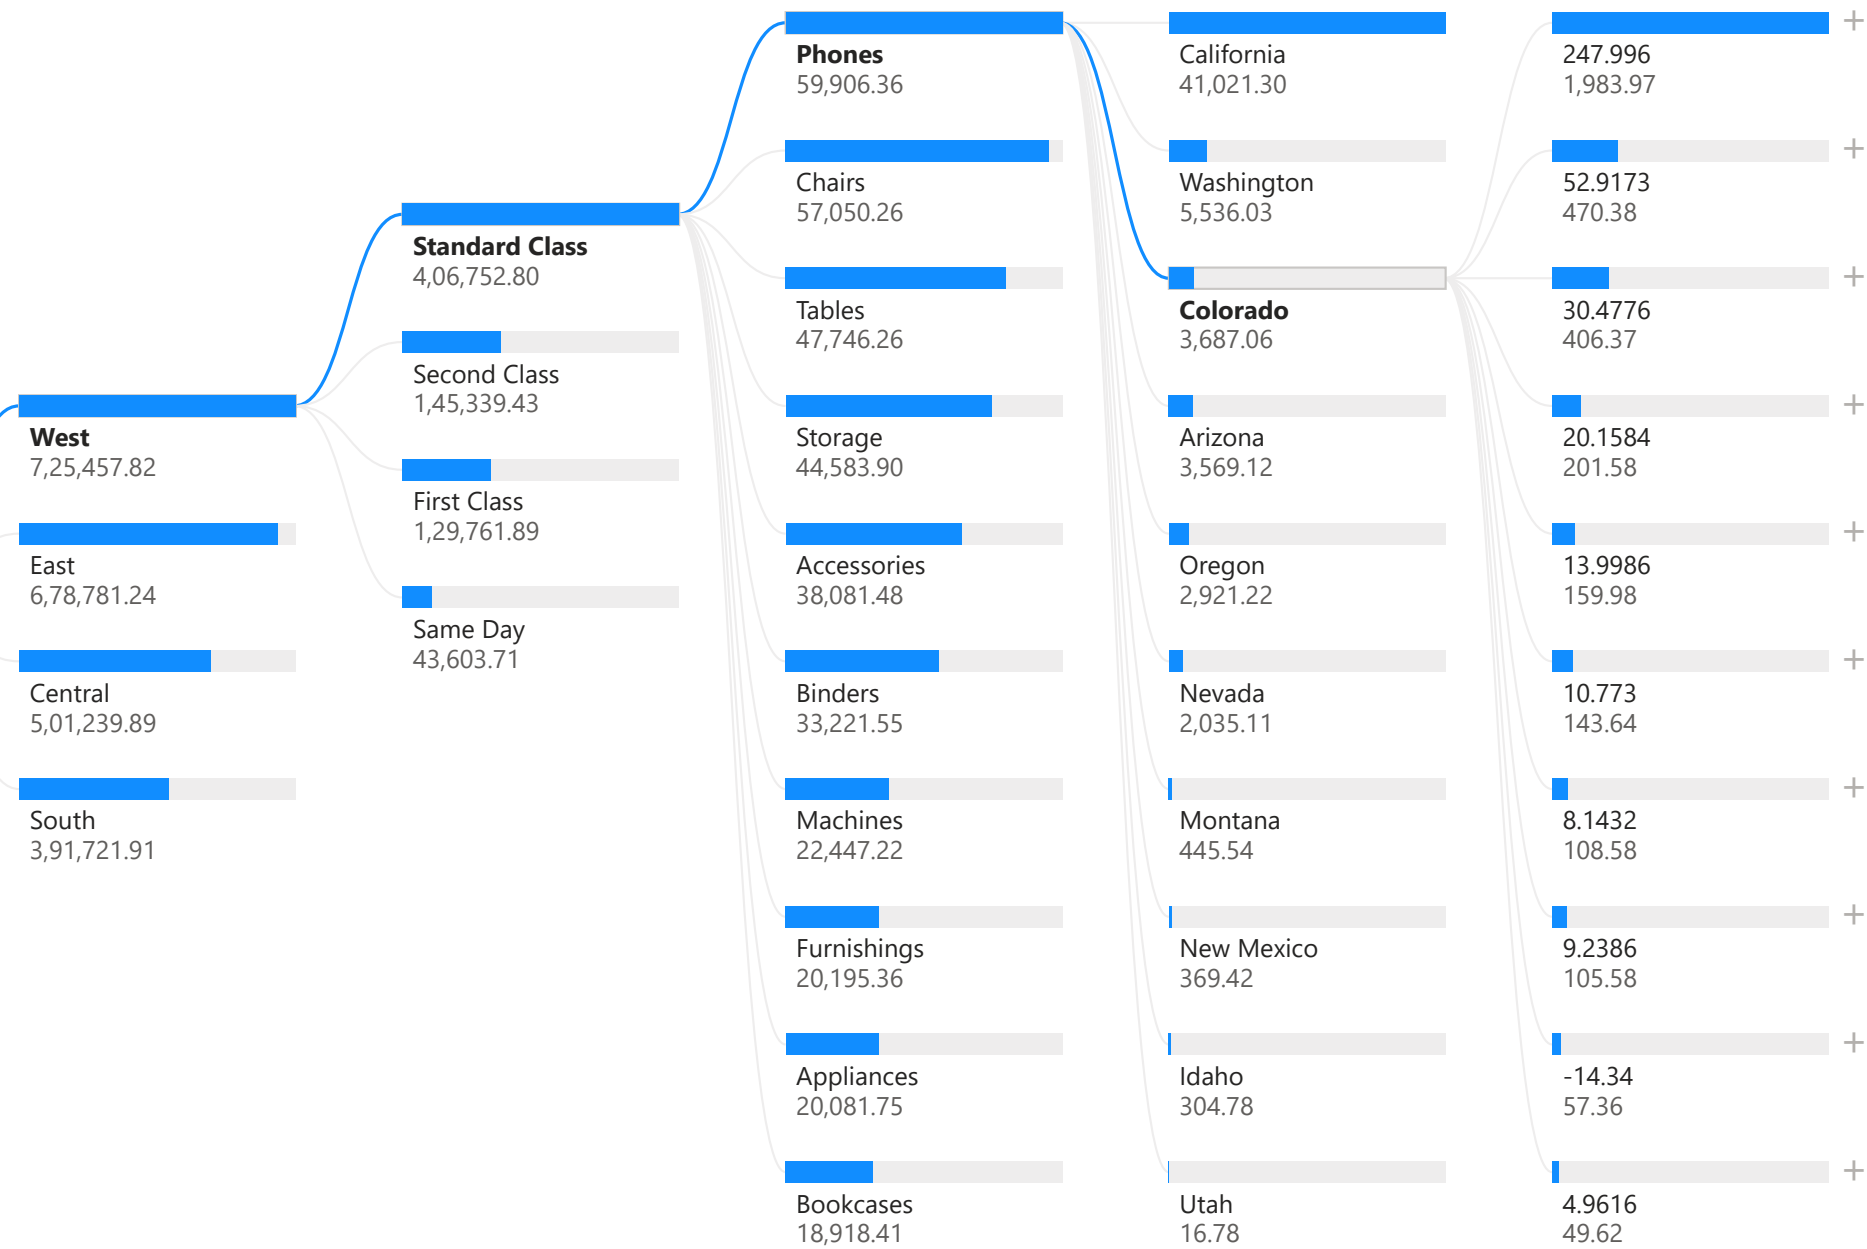 West
7,25,457.82
East
6,78,781.24
Central
5,01,239.89
South
3,91,721.91
Standard Class
4,06,752.80
Second Class
1,45,339.43
First Class
1,29,761.89
Same Day
43,603.71
Phones
59,906.36
Chairs
57,050.26
Tables
47,746.26
Storage
44,583.90
Accessories
38,081.48
Binders
33,221.55
Machines
22,447.22
Furnishings
20,195.36
Appliances
20,081.75
Bookcases
18,918.41
California
41,021.30
Washington
5,536.03
Colorado
3,687.06
Arizona
3,569.12
Oregon
2,921.22
Nevada
2,035.11
Montana
445.54
New Mexico
369.42
Idaho
304.78
Utah
16.78
247.996
1,983.97
52.9173
470.38
30.4776
406.37
20.1584
201.58
13.9986
159.98
10.773
143.64
8.1432
108.58
9.2386
105.58
-14.34
57.36
4.9616
49.62